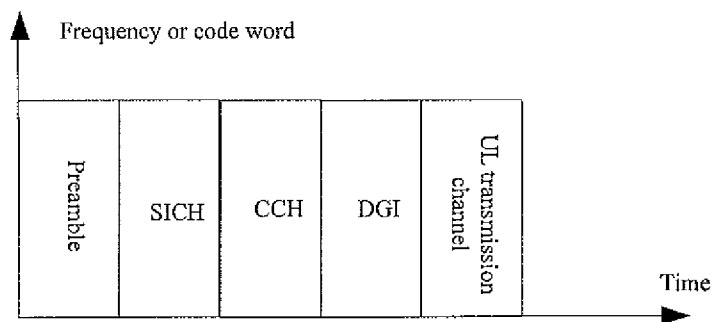 Frequency or code word
Preamble
SICH
CCH
DGI
UL transmission
channel
Time